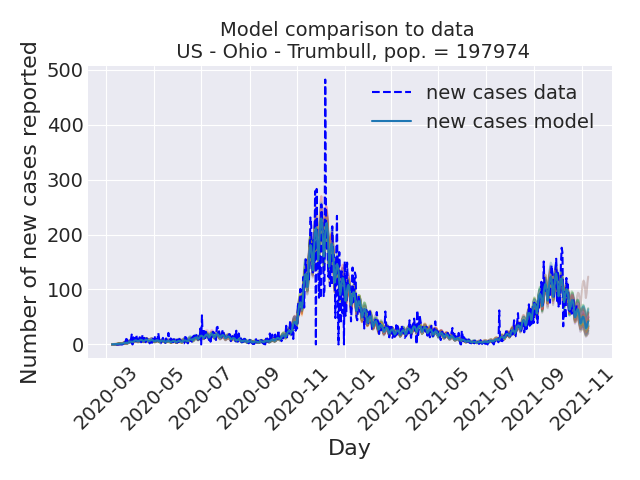 Model comparison to data
US - Ohio - Trumbull, pop. = 197974
Number of new cases reported
500
400
300
200
100
0
new cases data
new cases model
2020-03
2020-05
2020-07
2020-09
2020-11
2021-01
2021-03
2021-05
2021-07
2021-09
2021-11
Day